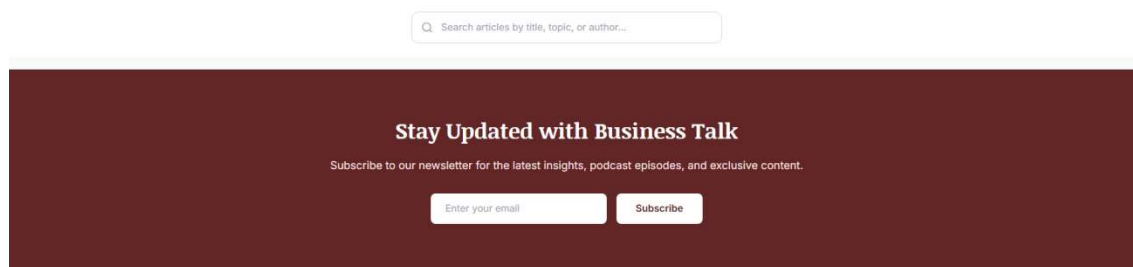 Search articles by title, topic, or author...
Stay Updated with Business Talk
Subscribe to our newsletter for the latest insights, podcast episodes, and exclusive content.
Enter your email
Subscribe